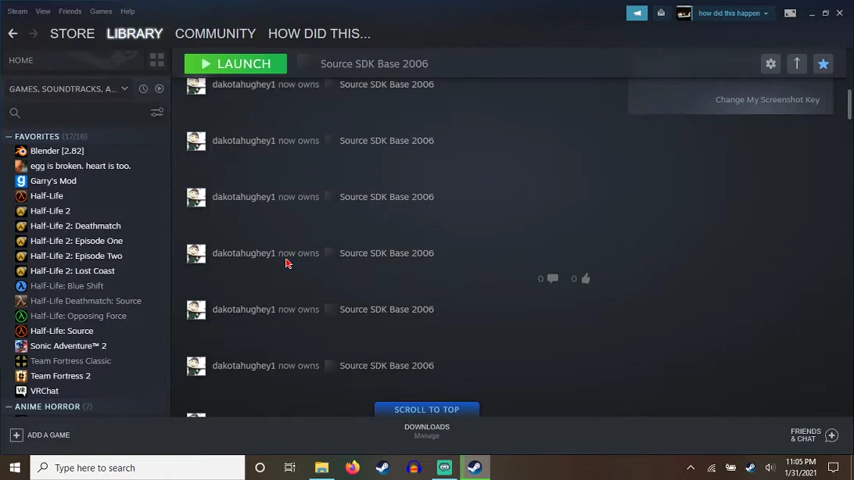 Steam View Friends Games Help
how did this happen
STORE LIBRARY COMMUNITY HOW DID THIS...
HOME
LAUNCH
Source SDK Base 2006
GAMES, SOUNDTRACKS, A...
dakotahughey1 now owns Source SDK Base 2006
Change My Screenshot Key
FAVORITES (17/18)
dakotahughey1 now owns Source SDK Base 2006
Blender [2.82]
egg is broken. heart is too.
Garry's Mod
Half-Life
dakotahughey1 now owns Source SDK Base 2006
Half-Life 2
Half-Life 2: Deathmatch
Half-Life 2: Episode One
Half-Life 2: Episode Two
dakotahughey1 now owns Source SDK Base 2006
Half-Life 2: Lost Coast
0 0
Half-Life: Blue Shift
Half-Life Deathmatch: Source
dakotahughey1 now owns Source SDK Base 2006
Half-Life: Opposing Force
Half-Life: Source
Sonic Adventure™ 2
Team Fortress Classic
dakotahughey1 now owns Source SDK Base 2006
Team Fortress 2
VRChat
ANIME HORROR (7)
SCROLL TO TOP
ADD A GAME
DOWNLOADS
Manage
FRIENDS
& CHAT
Type here to search
11:05 PM
1/31/2021